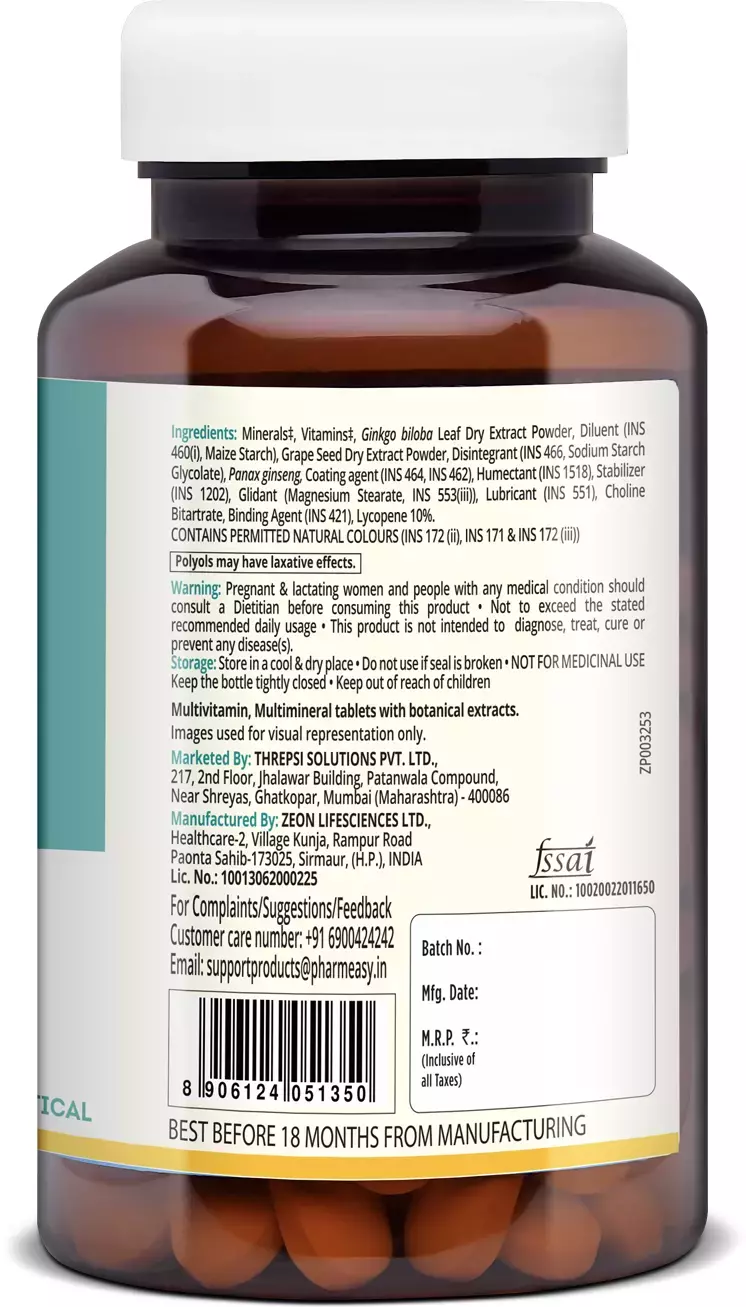 Ingredients: Minerals‡, Vitamins‡, Ginkgo biloba Leaf Dry Extract Powder, Diluent (INS
460(i), Maize Starch), Grape Seed Dry Extract Powder, Disintegrant (INS 466, Sodium Starch
Glycolate), Panax ginseng, Coating agent (INS 464, INS 462), Humectant (INS 1518), Stabilizer
(INS 1202), Glidant (Magnesium Stearate, INS 553(iii)), Lubricant (INS 551), Choline
Bitartrate, Binding Agent (INS 421), Lycopene 10%.
CONTAINS PERMITTED NATURAL COLOURS (INS 172 (ii), INS 171 & INS 172 (iii))
Polyols may have laxative effects.
Warning: Pregnant & lactating women and people with any medical condition should
consult a Dietitian before consuming this product • Not to exceed the stated
recommended daily usage • This product is not intended to diagnose, treat, cure or
prevent any disease(s).
Storage: Store in a cool & dry place • Do not use if seal is broken • NOT FOR MEDICINAL USE
Keep the bottle tightly closed • Keep out of reach of children
Multivitamin, Multimineral tablets with botanical extracts.
Images used for visual representation only.
Marketed By: THREPSI SOLUTIONS PVT. LTD.,
217, 2nd Floor, Jhalawar Building, Patanwala Compound,
Near Shreyas, Ghatkopar, Mumbai (Maharashtra) - 400086
Manufactured By: ZEON LIFESCIENCES LTD.,
Healthcare-2, Village Kunja, Rampur Road
Paonta Sahib-173025, Sirmaur, (H.P.), INDIA
Lic. No.: 10013062000225
For Complaints/Suggestions/Feedback
Customer care number: +91 6900424242
Email: supportproducts@pharmeasy.in
ZP003253
fssai
LIC. NO.: 10020022011650
Batch No. :
Mfg. Date:
M.R.P. ₹.:
(Inclusive of
all Taxes)
8 906124 051350
TICAL
BEST BEFORE 18 MONTHS FROM MANUFACTURING